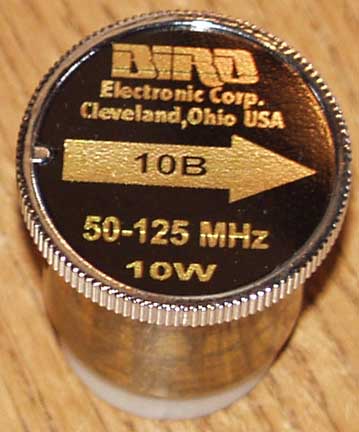 BIRD
Electronic Corp.
Cleveland,Ohio USA
10B
50-125 MHz
10W